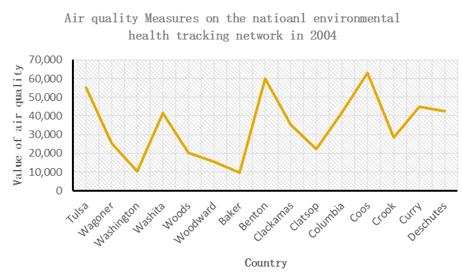 Air quality Measures on the natioanl environmental
health tracking network in 2004
Value of air quality
70,000
60,000
50,000
40,000
30,000
20,000
10,000
0
Tulsa
Wagoner
Washington
Washita
Woods
Woodward
Baker
Benton
Clackamas
Clatsop
Columbia
Coos
Crook
Curry
Deschutes
Country